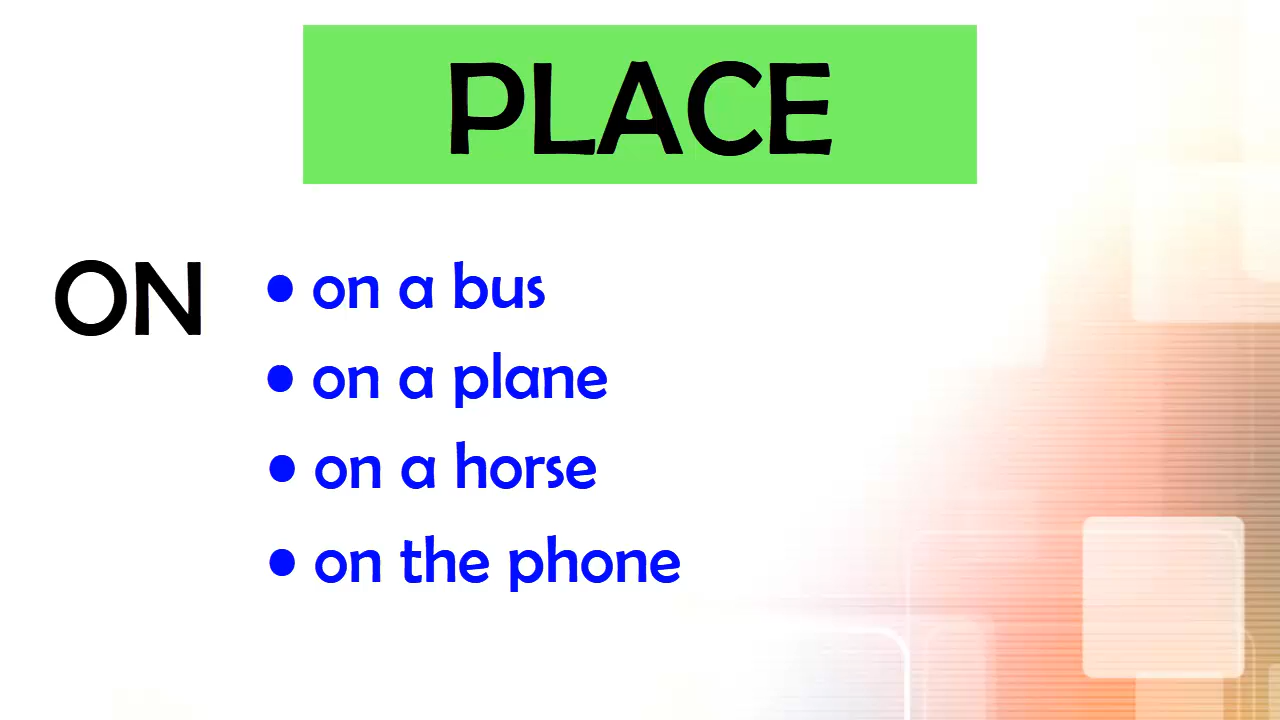 PLACE
ON
• on a bus
• on a plane
• on a horse
• on the phone